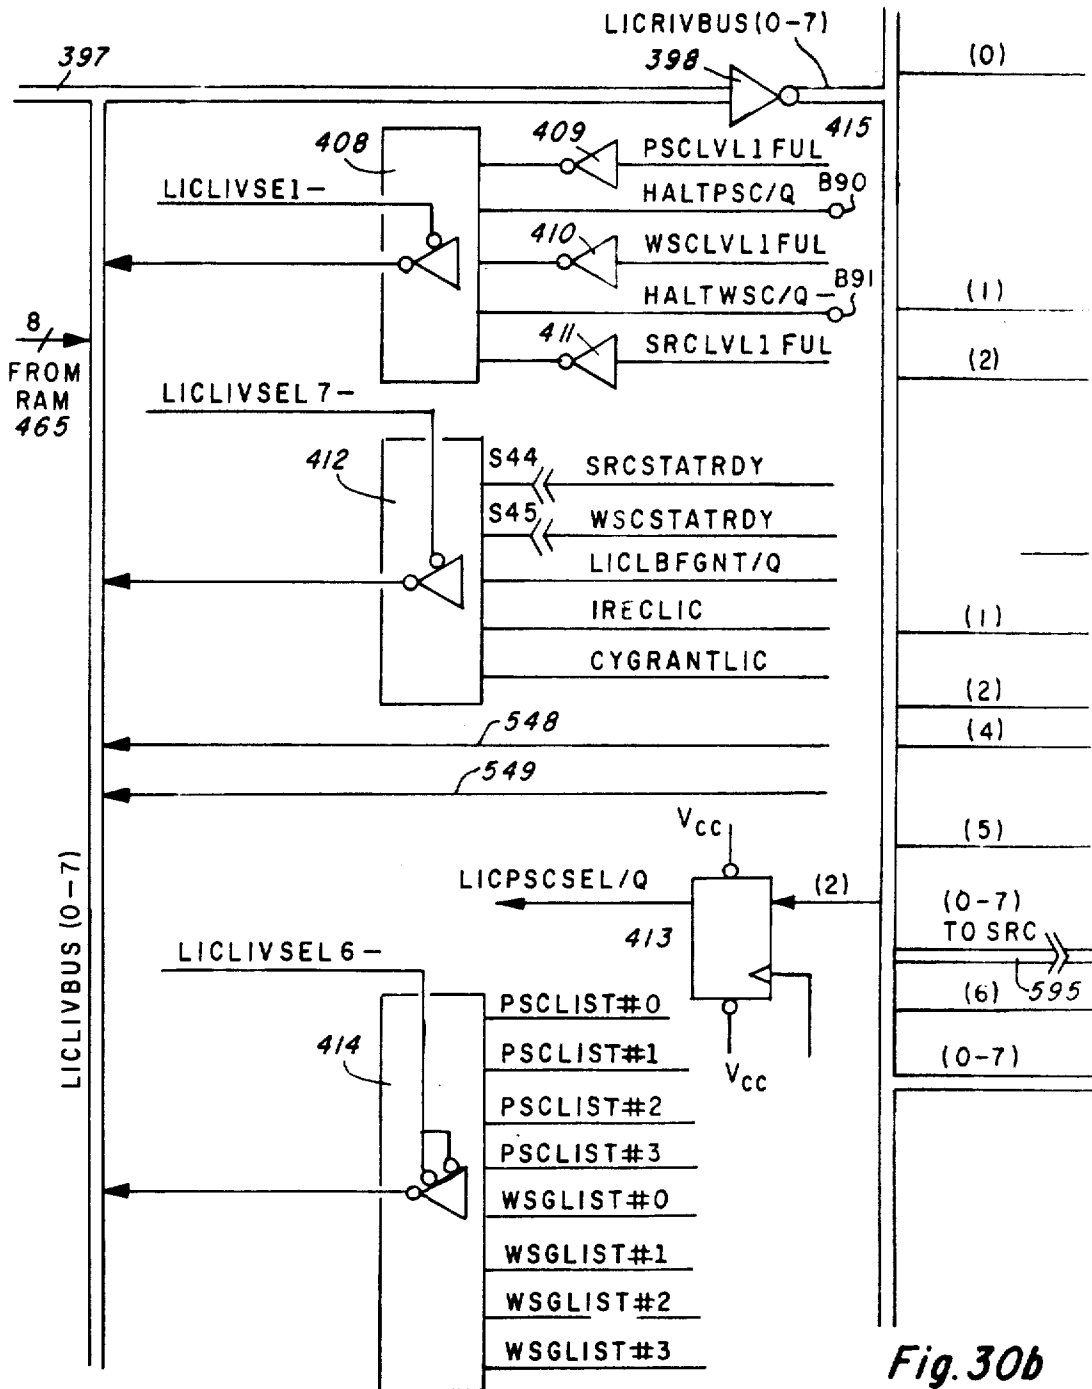 LICRIVBUS (0-7)
397
398
(0)
415
408
409
PSCLVL1FUL
LICLIVSE1-
HALTPSC/Q
B90
410
WSCLVL1FUL
HALTWSC/Q-
B91
(1)
8
411
SRCLVL1FUL
FROM
RAM
465
(2)
LICLIVSEL7-
412
S44
SRCSTATRDY
S45
WSCSTATRDY
LICLBFGNT/Q
IRECLIC
(1)
CYGRANTLIC
(2)
548
(4)
549
VCC
(5)
LICLIVBUS (0-7)
LICPSCSEL/Q
(2)
413
(0-7)
TO SRC
LICLIVSEL6-
595
(6)
PSCLIST#0
414
PSCLIST#1
VCC
(0-7)
PSCLIST#2
PSCLIST#3
WSGLIST#0
WSGLIST#1
WSGLIST#2
WSGLIST#3
Fig. 30b